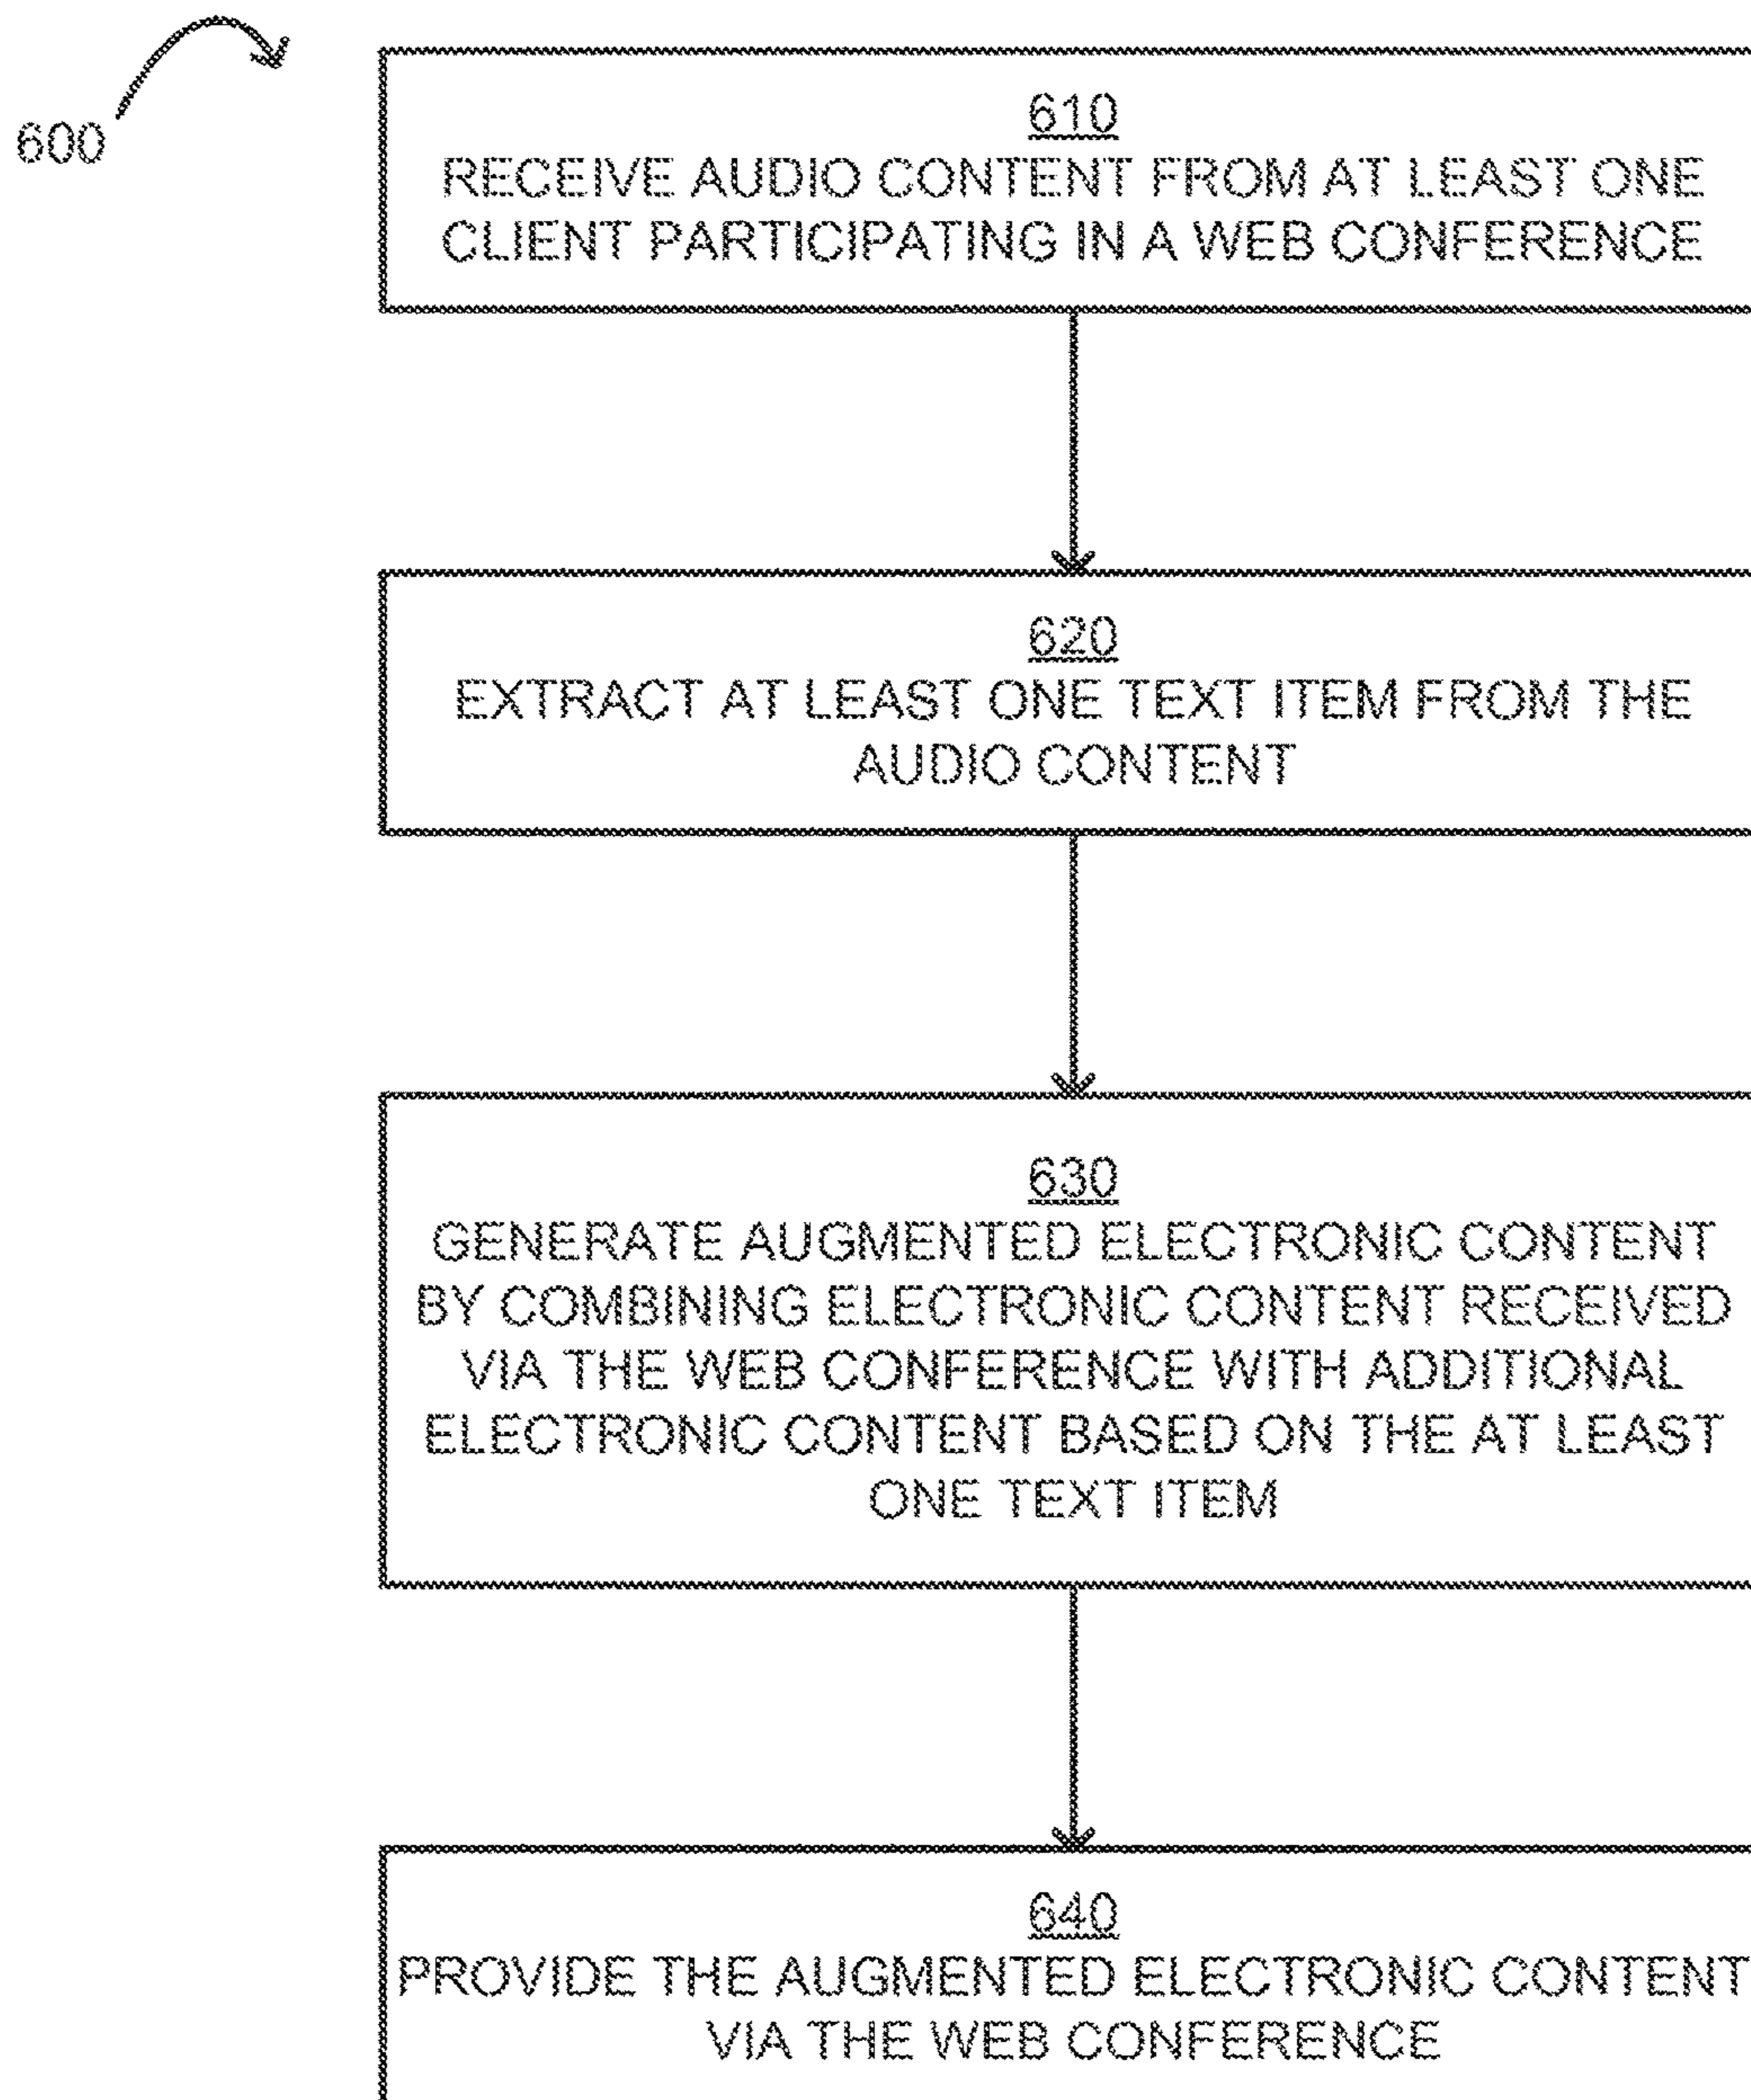 600
610
RECEIVE AUDIO CONTENT FROM AT LEAST ONE
CLIENT PARTICIPATING IN A WEB CONFERENCE
620
EXTRACT AT LEAST ONE TEXT ITEM FROM THE
AUDIO CONTENT
630
GENERATE AUGMENTED ELECTRONIC CONTENT
BY COMBINING ELECTRONIC CONTENT RECEIVED
VIA THE WEB CONFERENCE WITH ADDITIONAL
ELECTRONIC CONTENT BASED ON THE AT LEAST
ONE TEXT ITEM
640
PROVIDE THE AUGMENTED ELECTRONIC CONTENT
VIA THE WEB CONFERENCE